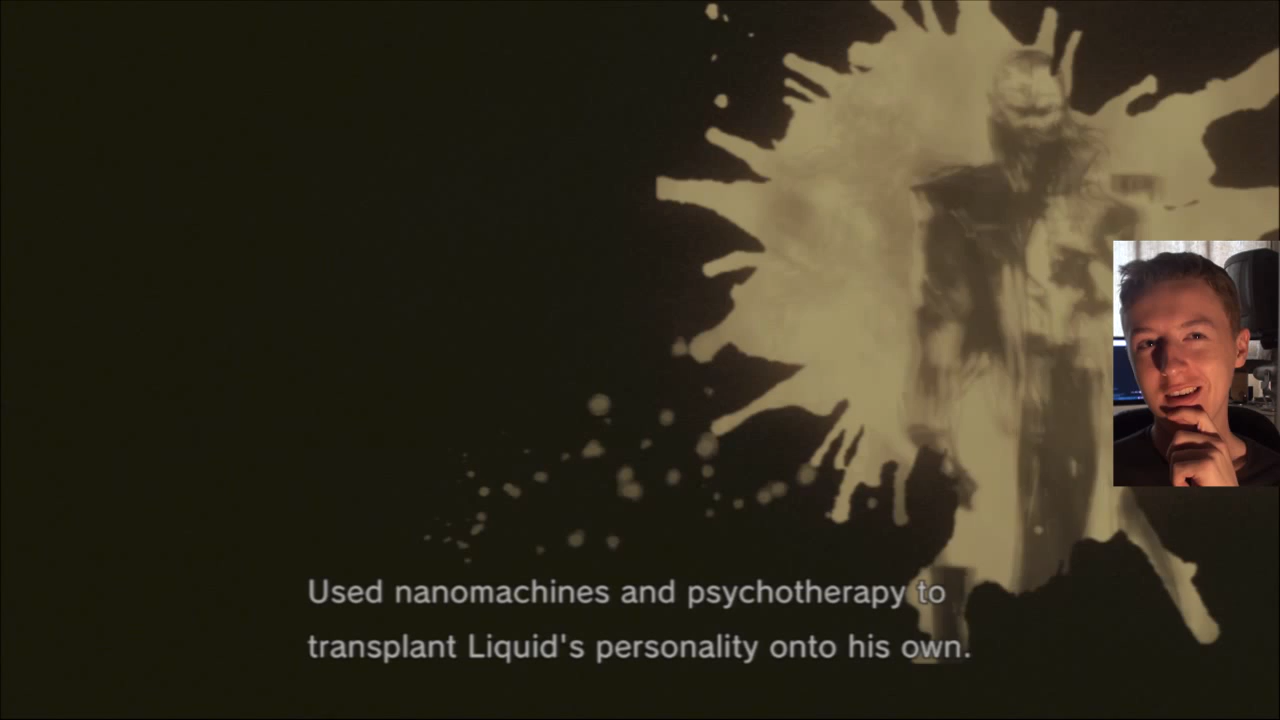 Used nanomachines and psychotherapy to
transplant Liquid's personality onto his own.